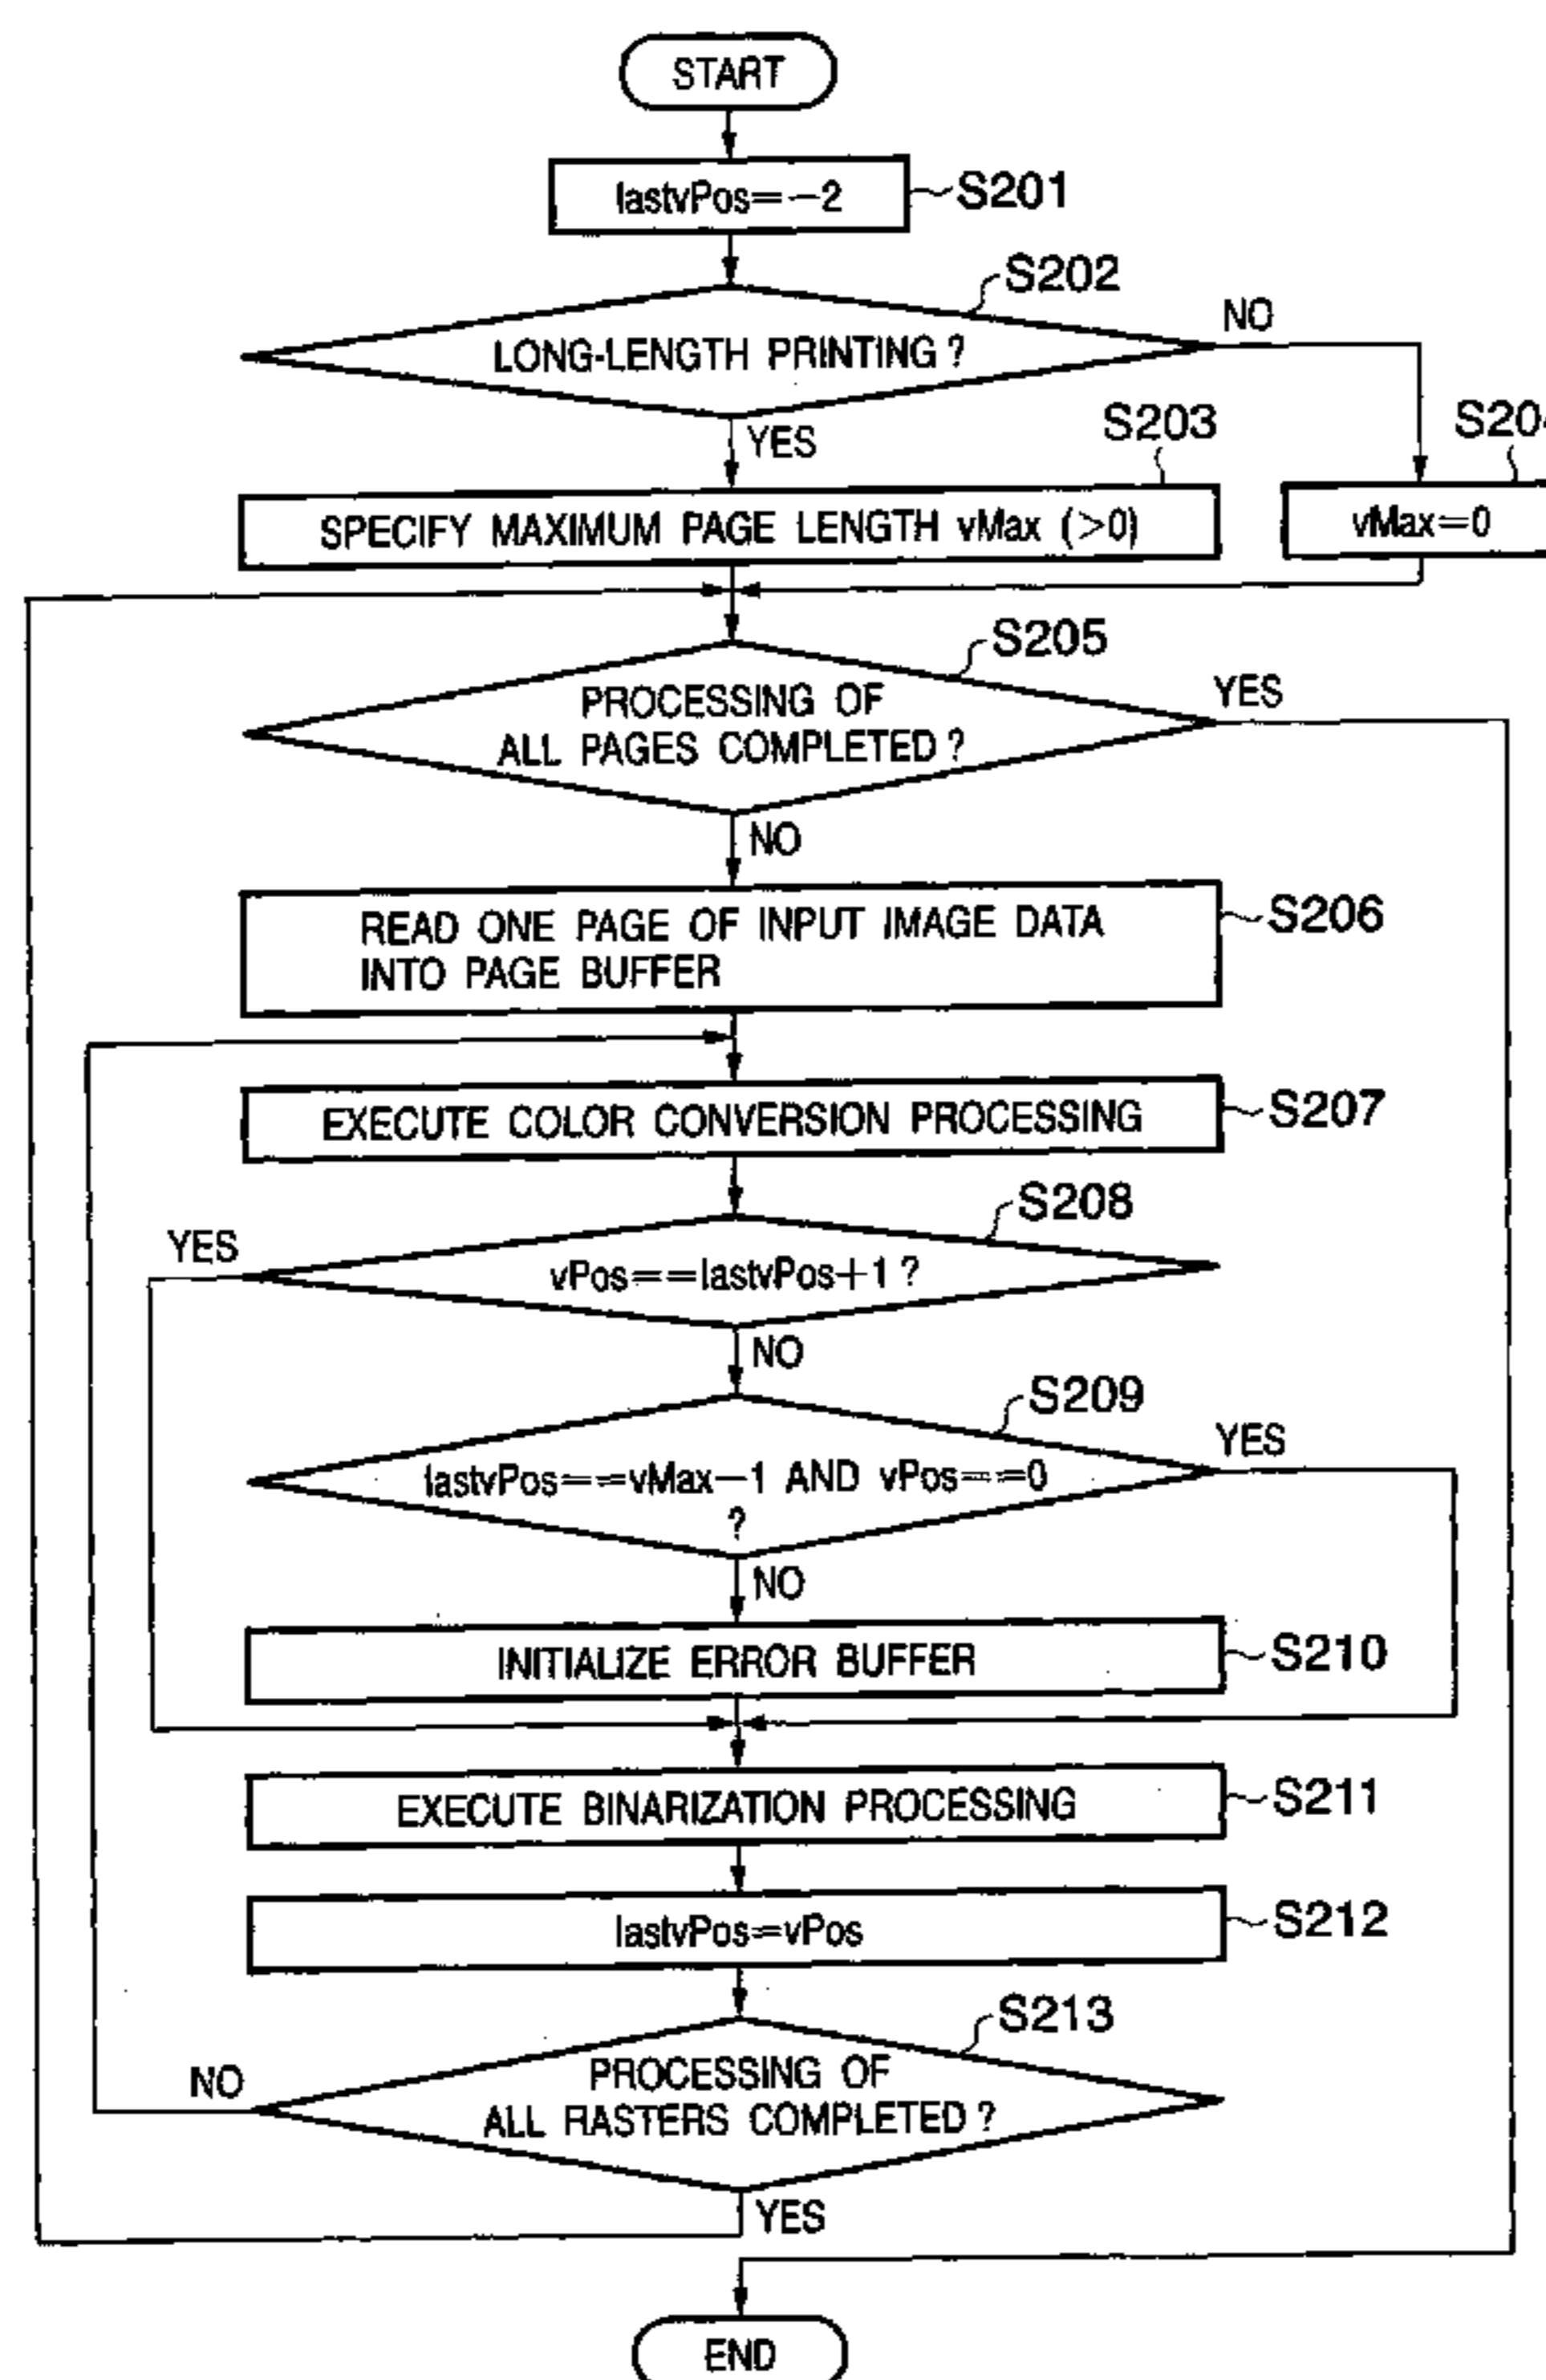 START
lastvPos=-2
S201
S202
LONG-LENGTH PRINTING?
NO
YES
S203
SPECIFY MAXIMUM PAGE LENGTH vMax (>0)
vMax=0
S205
PROCESSING OF
ALL PAGES COMPLETED?
YES
NO
READ ONE PAGE OF INPUT IMAGE DATA
INTO PAGE BUFFER
S206
EXECUTE COLOR CONVERSION PROCESSING
S207
S208
YES
vPos==lastvPos+1?
NO
S209
YES
lastvPos==vMax-1 AND vPos==0
?
NO
INITIALIZE ERROR BUFFER
S210
EXECUTE BINARIZATION PROCESSING
S211
lastvPos=vPos
S212
S213
NO
PROCESSING OF
ALL RASTERS COMPLETED?
YES
END